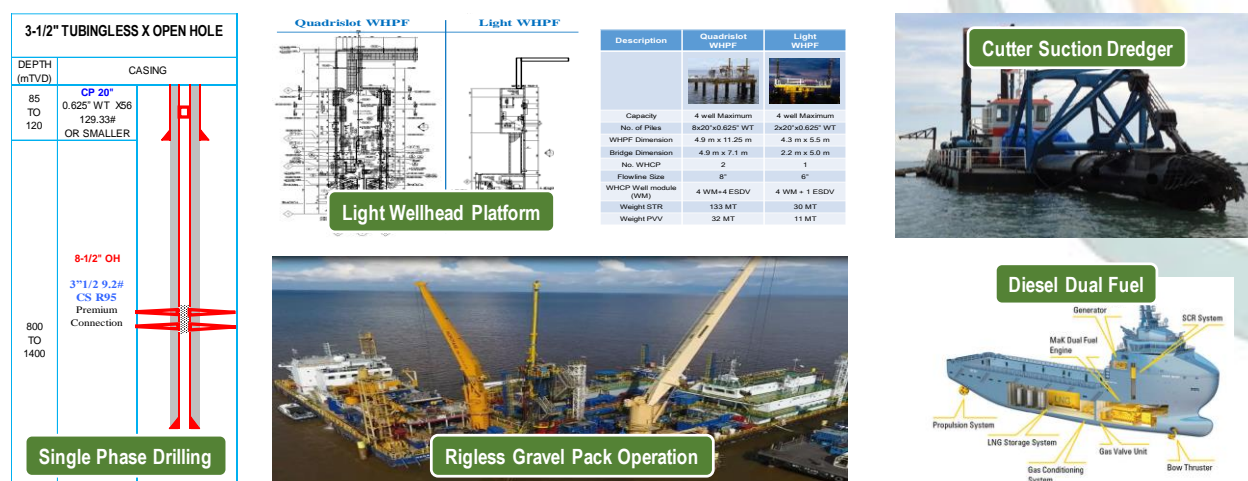 3-1/2" TUBINGLESS X OPEN HOLE
DEPTH
(mTVD)
CASING
85
TO
120
CP 20"
0.625" WT X56
129.33#
OR SMALLER
8-1/2" OH
3"1/2 9.2#
CS R95
Premium
Connection
800
TO
1400
Single Phase Drilling
Quadrislot WHPF
Light WHPF
Light Wellhead Platform
Description Quadrislot WHPF Light WHPF
Capacity 4 well Maximum 4 well Maximum
No. of Piles 8x20"x0.625" WT 2x20"x0.625" WT
WHPF Dimension 4.9 m x 11.25 m 4.3 m x 5.5 m
Bridge Dimension 4.9 m x 7.1 m 2.2 m x 5.0 m
No. WHCP 2 1
Flowline Size 8" 6"
WHCP Well module (WM) 4 WM+4 ESDV 4 WM + 1 ESDV
Weight STR 133 MT 30 MT
Weight PVV 32 MT 11 MT
Rigless Gravel Pack Operation
Cutter Suction Dredger
Diesel Dual Fuel
Generator
SCR System
MaK Dual Fuel
Engine
LNG
Propulsion System
LNG Storage System
Gas Conditioning
System
Gas Valve Unit
Bow Thruster